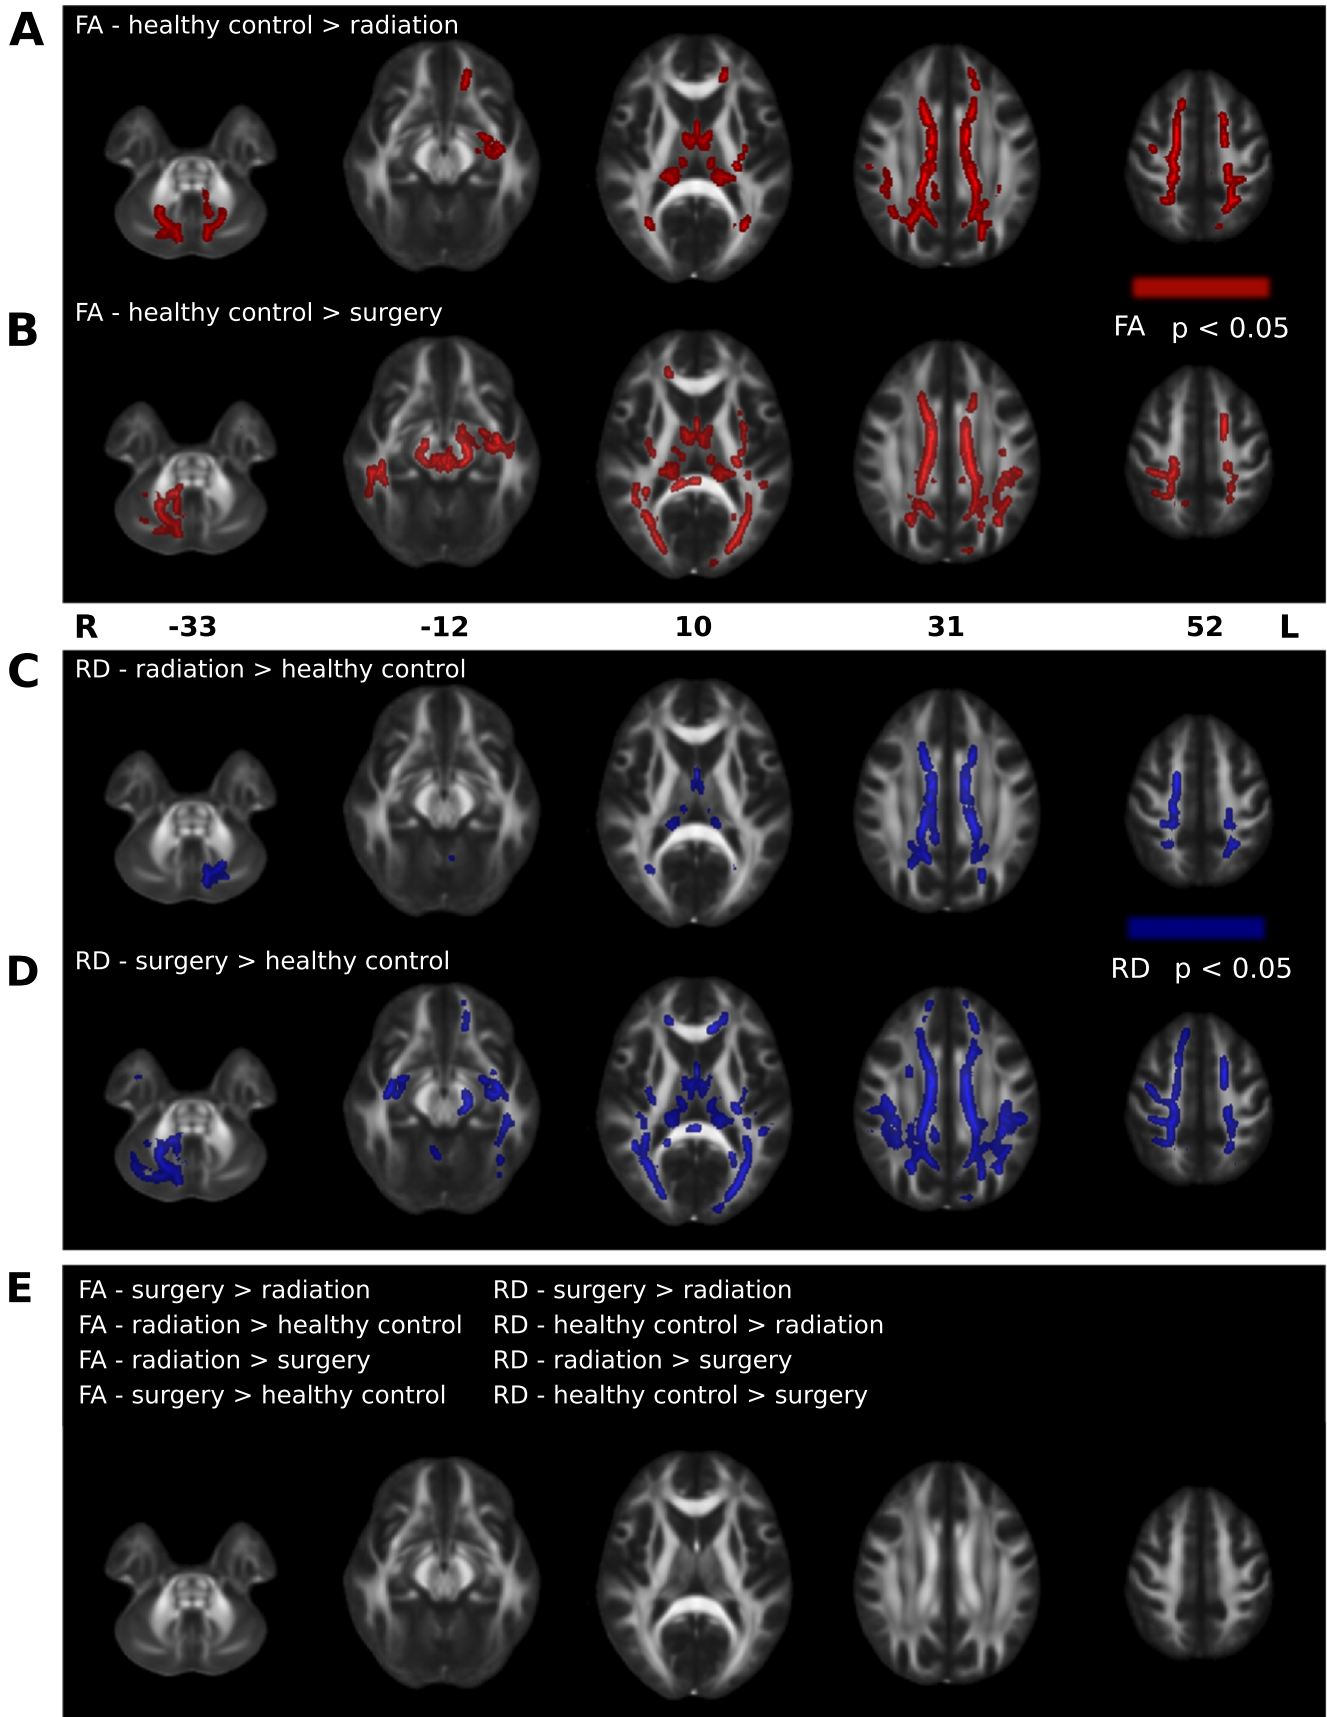 A
FA - healthy control > radiation
B
FA - healthy control > surgery
FA p < 0.05
R -33 -12 10 31 52 L
C
RD - radiation > healthy control
D
RD - surgery > healthy control
RD p < 0.05
E
FA - surgery > radiation
FA - radiation > healthy control
FA - radiation > surgery
FA - surgery > healthy control
RD - surgery > radiation
RD - healthy control > radiation
RD - radiation > surgery
RD - healthy control > surgery